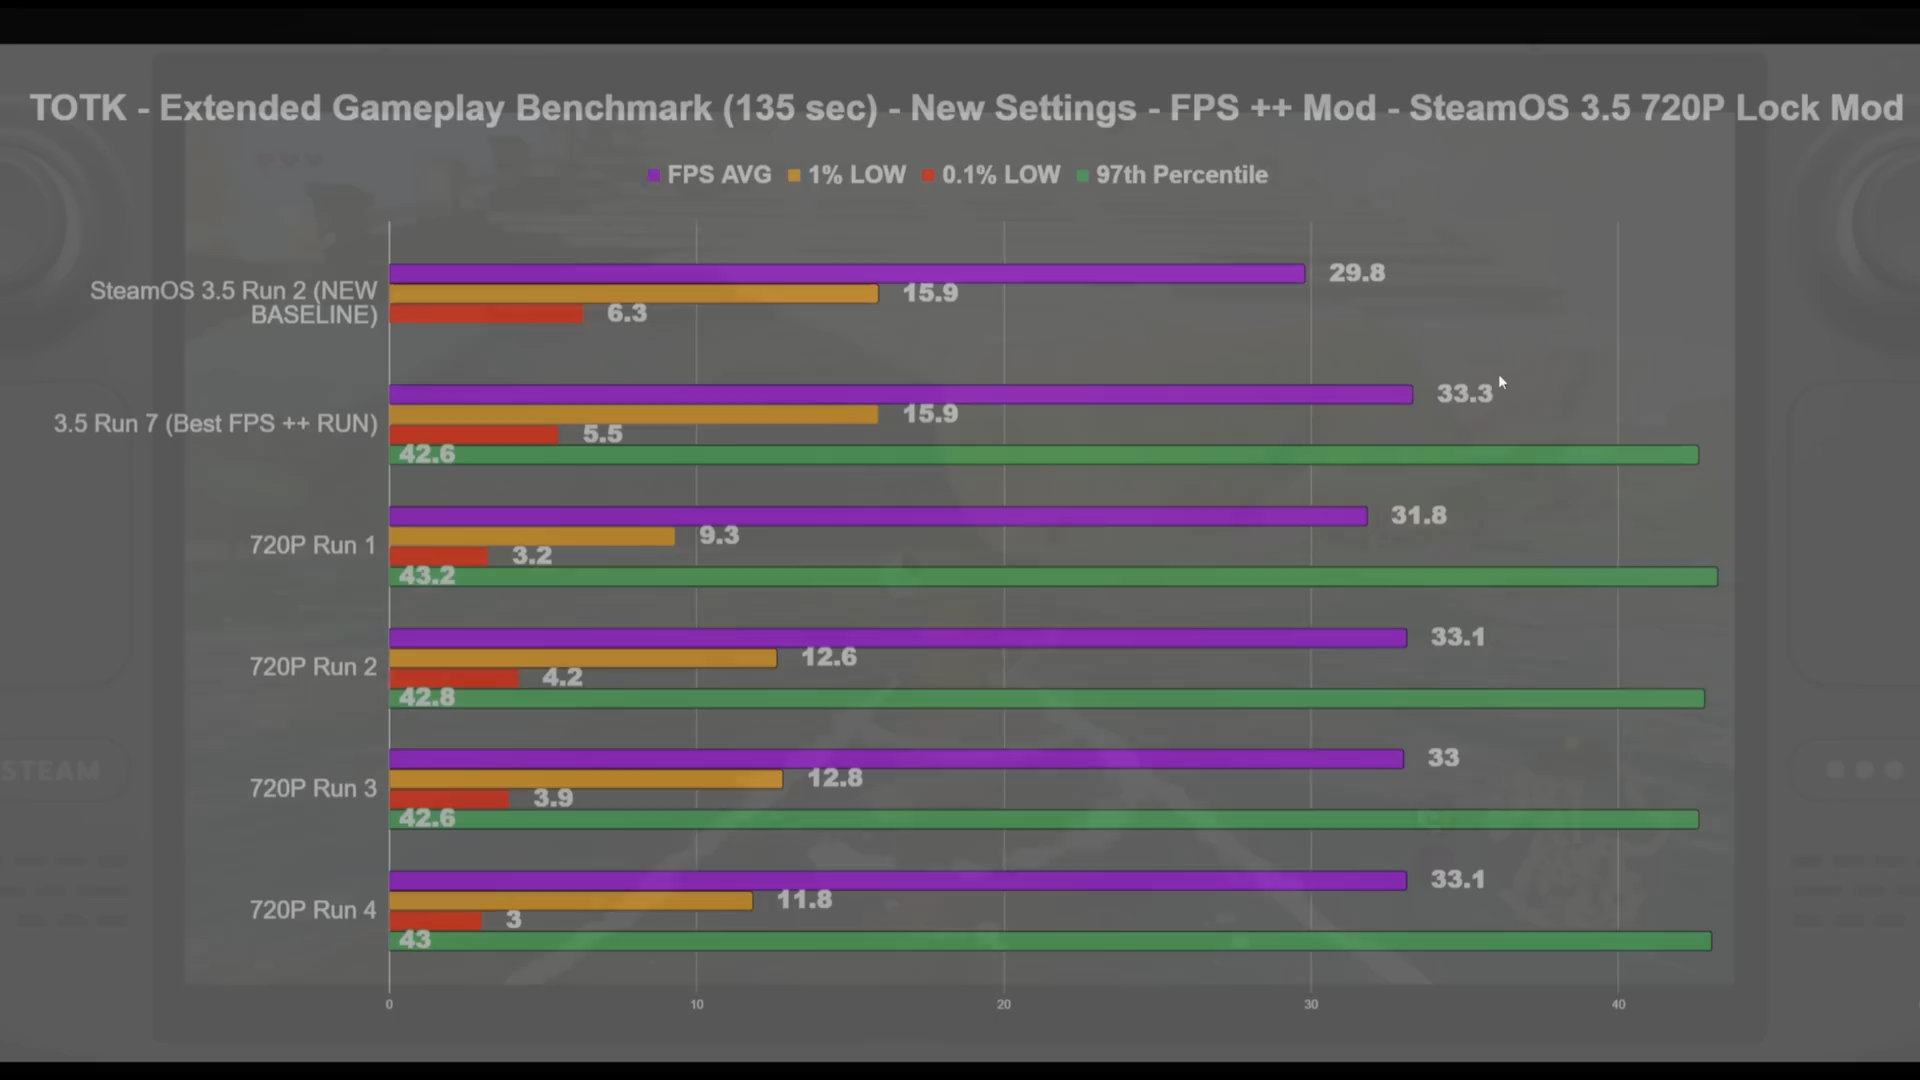 TOTK - Extended Gameplay Benchmark (135 sec) - New Settings - FPS ++ Mod - SteamOS 3.5 720P Lock Mod
FPS AVG 1% LOW 0.1% LOW 97th Percentile
SteamOS 3.5 Run 2 (NEW
BASELINE)
29.8
15.9
6.3
3.5 Run 7 (Best FPS ++ RUN)
33.3
15.9
5.5
42.6
720P Run 1
31.8
9.3
3.2
43.2
720P Run 2
33.1
12.6
4.2
42.8
STEAM
720P Run 3
33
12.8
3.9
42.6
720P Run 4
33.1
11.8
3
43
0 10 20 30 40